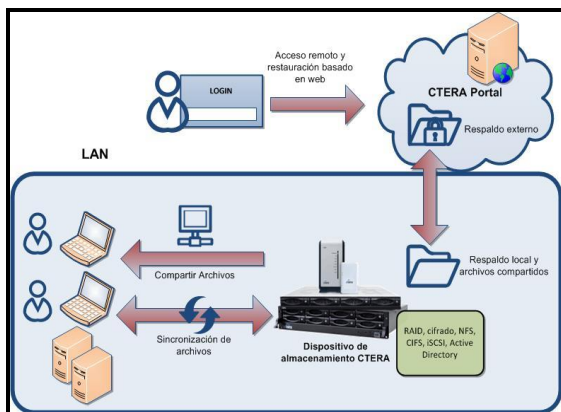 Acceso remoto y
restauración basado
en web
LOGIN
CTERA Portal
Respaldo externo
LAN
Compartir Archivos
Respaldo local y
archivos compartidos
Sincronización de
archivos
Dispositivo de
almacenamiento CTERA
RAID, cifrado, NFS,
CIFS, iSCSI, Active
Directory